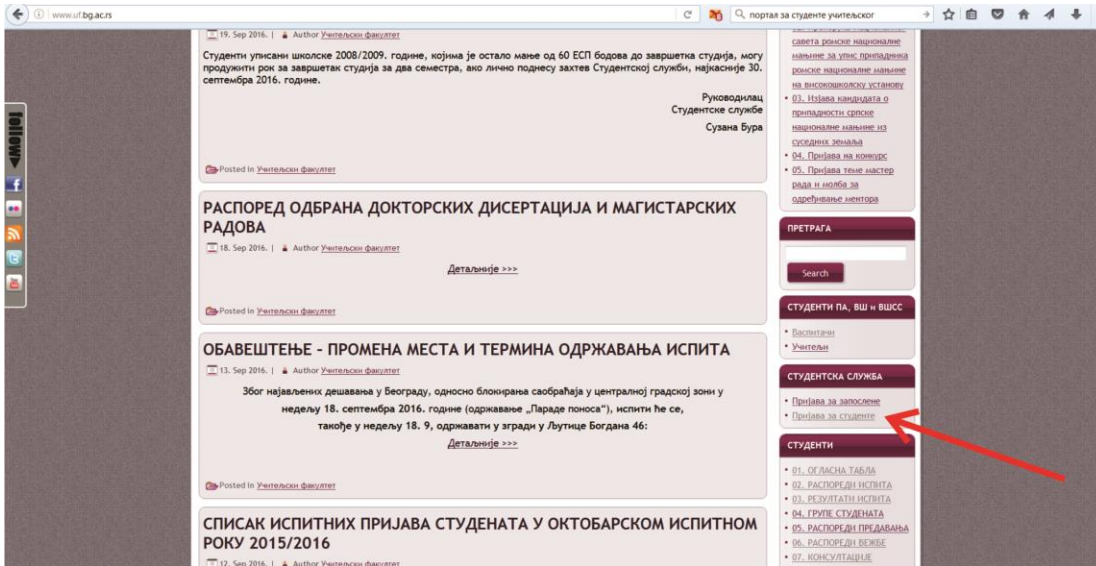 www.uf.bg.ac.rs
портал за студенте учитељског
follow
19. Sep 2016. | Author Учитељски факултет
Студенти уписани школске 2008/2009. године, којима је остало мање од 60 ЕСП бодова до завршетка студија, могу
продужити рок за завршетак студија за два семестра, ако лично поднесу захтев Студентској служби, најкасније 30.
септембра 2016. године.
Руководилац
Студентске службе
Сузана Бура
Posted in Учитељски факултет
РАСПОРЕД ОДБРАНА ДОКТОРСКИХ ДИСЕРТАЦИЈА И МАГИСТАРСКИХ
РАДОВА
18. Sep 2016. | Author Учитељски факултет
Детаљније >>>
Posted in Учитељски факултет
ОБАВЕШТЕЊЕ – ПРОМЕНА МЕСТА И ТЕРМИНА ОДРЖАВАЊА ИСПИТА
13. Sep 2016. | Author Учитељски факултет
Због најављених дешавања у Београду, односно блокирања саобраћаја у централној градској зони у
недељу 18. септембра 2016. године (одржавање „Параде поноса“), испити ће се,
такође у недељу 18. 9, одржавати у згради у Љутице Богдана 46:
Детаљније >>>
Posted in Учитељски факултет
СПИСАК ИСПИТНИХ ПРИЈАВА СТУДЕНАТА У ОКТОБАРСКОМ ИСПИТНОМ
РОКУ 2015/2016
12. Sep 2016. | Author Учитељски факултет
савета ромске националне
мањине за упис припадника
ромске националне мањине
на високошколску установу
03. Изјава кандидата о
припадности српске
националне мањине из
суседних земаља
04. Пријава на конкурс
05. Пријава теме мастер
рада и молба за
одређивање ментора
ПРЕТРАГА
Search
СТУДЕНТИ ПА, ВШ и ВШСС
Васпитачи
Учитељи
СТУДЕНТСКА СЛУЖБА
Пријава за запослене
Пријава за студенте
СТУДЕНТИ
01. ОГЛАСНА ТАБЛА
02. РАСПОРЕДИ ИСПИТА
03. РЕЗУЛТАТИ ИСПИТА
04. ГРУПЕ СТУДЕНАТА
05. РАСПОРЕДИ ПРЕДАВАЊА
06. РАСПОРЕДИ ВЕЖБЕ
07. КОНСУЛТАЦИЈЕ